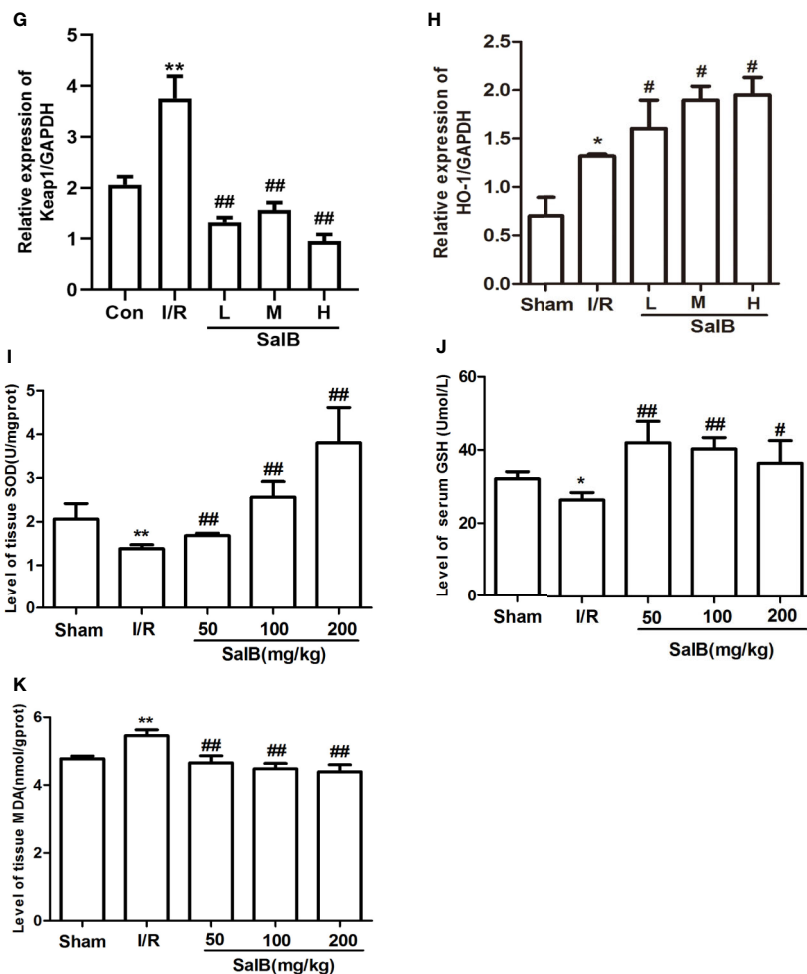 G
Relative expression of
Keap1/GAPDH
5
4
3
2
1
0
**
##
##
##
Con
I/R
L
M
H
SalB
H
Relative expression of
HO-1/GAPDH
2.5
2.0
1.5
1.0
0.5
0.0
*
#
#
#
Sham
I/R
L
M
H
SalB
I
Level of tissue SOD(U/mgprot)
5
4
3
2
1
0
**
##
##
##
Sham
I/R
50
100
200
SalB(mg/kg)
J
Level of serum GSH (Umol/L)
60
40
20
0
*
##
##
#
Sham
I/R
50
100
200
SalB(mg/kg)
K
Level of tissue MDA(nmol/gprot)
6
4
2
0
**
##
##
##
Sham
I/R
50
100
200
SalB(mg/kg)